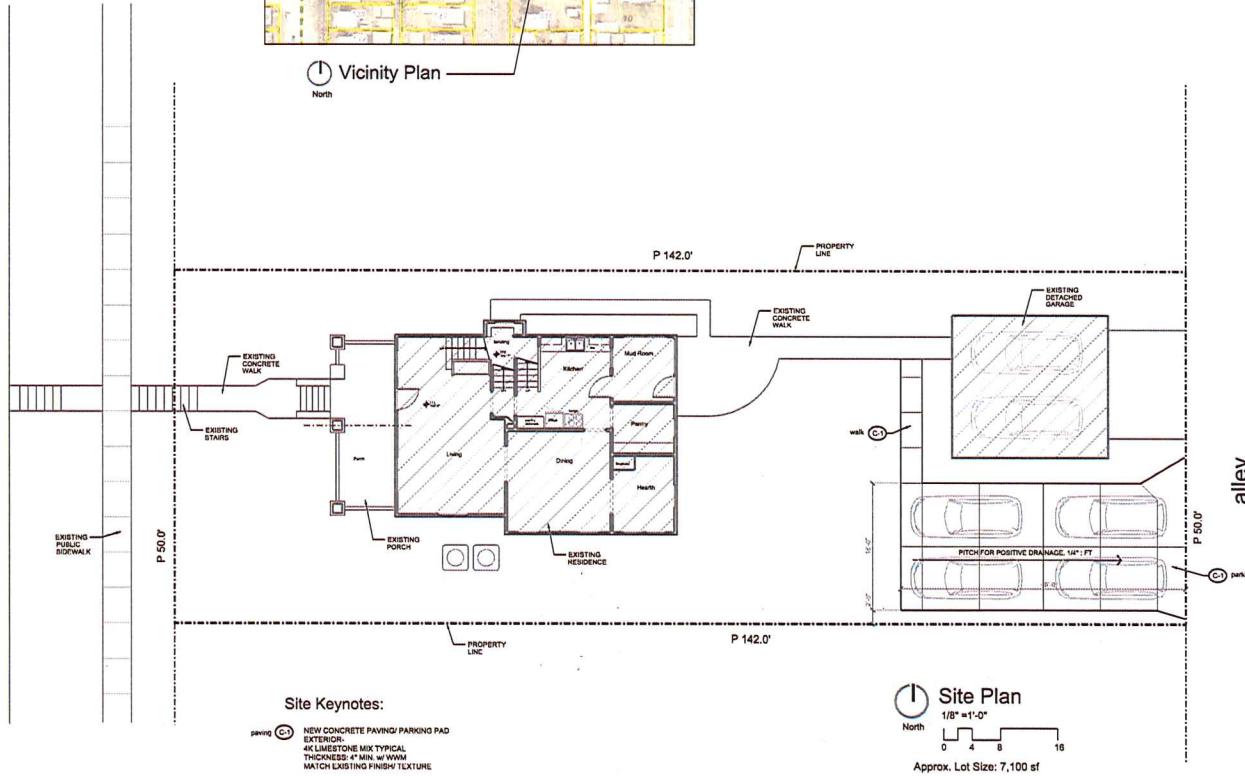 10
Vicinity Plan
North
P 142.0'
PROPERTY
LINE
EXISTING
DETACHED
GARAGE
EXISTING
CONCRETE
WALK
EXISTING
CONCRETE
WALK
EXISTING
STAIRS
Mud Room
Kitchen
Pantry
walk C-1
Living
Dining
Hearth
Porch
alley
EXISTING
PUBLIC
SIDEWALK
P 50.0'
EXISTING
PORCH
EXISTING
RESIDENCE
PITCH FOR POSITIVE DRAINAGE, 1/4" : FT
P 50.0'
C-1 park
PROPERTY
LINE
P 142.0'
Site Keynotes:
paving C-1 NEW CONCRETE PAVING/ PARKING PAD
EXTERIOR-
4K LIMESTONE MIX TYPICAL
THICKNESS: 4" MIN. w/ WWM
MATCH EXISTING FINISH/ TEXTURE
Site Plan
North
1/8" =1'-0"
0 4 8 16
Approx. Lot Size: 7,100 sf